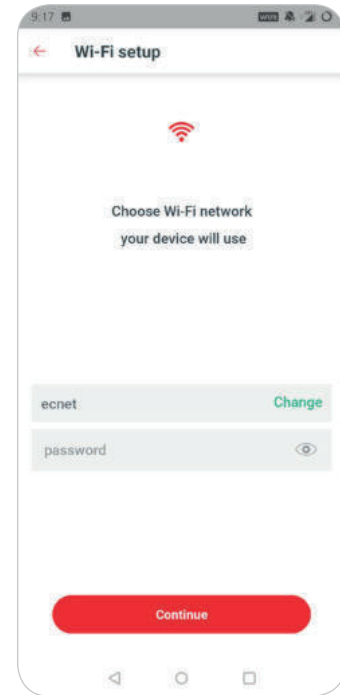 9:17
Wi-Fi setup
Choose Wi-Fi network
your device will use
ecnet Change
password
Continue